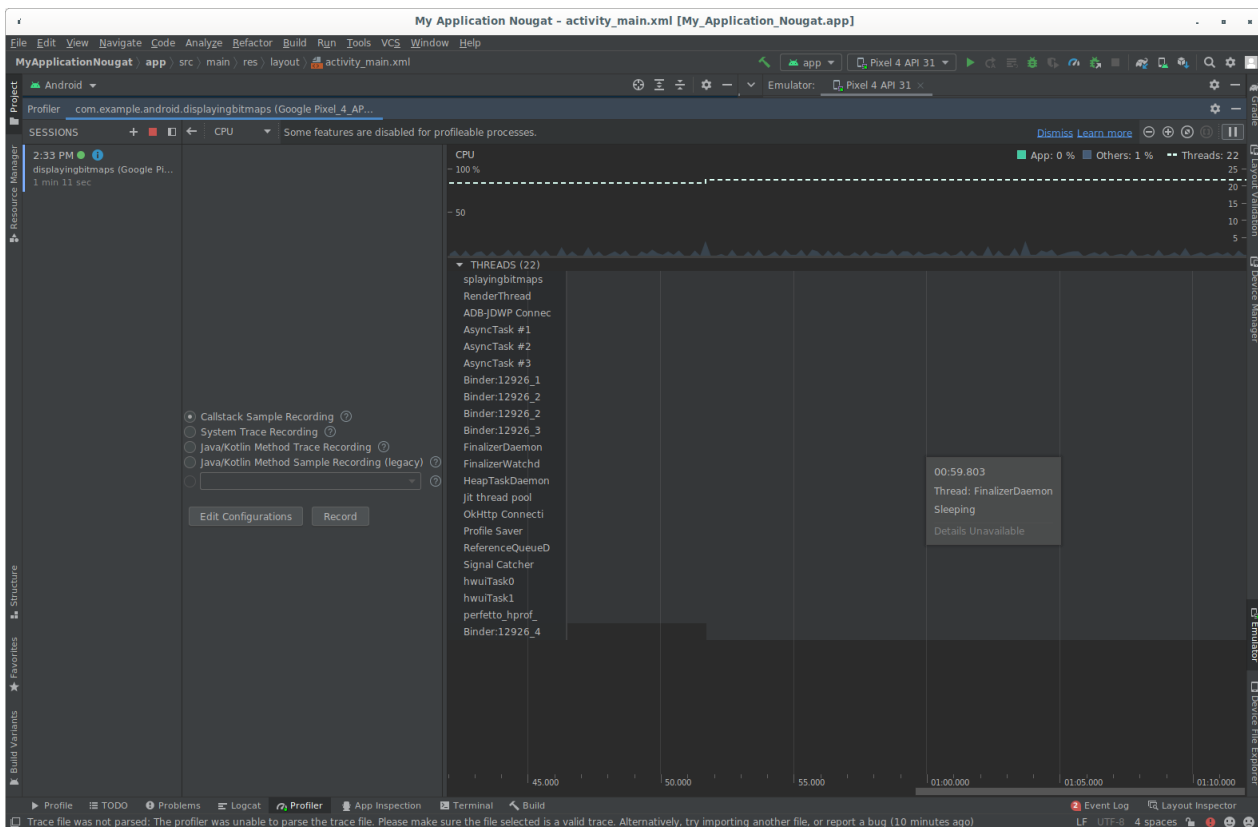 My Application Nougat – activity_main.xml [My_Application_Nougat.app]
File Edit View Navigate Code Analyze Refactor Build Run Tools VCS Window Help
MyApplicationNougat app src main res layout activity_main.xml
app
Pixel 4 API 31
Android
Emulator: Pixel 4 API 31
Profiler com.example.android.displayingbitmaps (Google Pixel_4_AP...
SESSIONS
CPU
Some features are disabled for profileable processes.
Dismiss Learn more
2:33 PM
displayingbitmaps (Google Pi...
1 min 11 sec
CPU
App: 0 % Others: 1 % Threads: 22
100 %
50
25
20
15
10
5
THREADS (22)
splayingbitmaps
RenderThread
ADB-JDWP Connec
AsyncTask #1
AsyncTask #2
AsyncTask #3
Binder:12926_1
Binder:12926_2
Binder:12926_2
Binder:12926_3
FinalizerDaemon
FinalizerWatchd
HeapTaskDaemon
Jit thread pool
OkHttp Connecti
Profile Saver
ReferenceQueueD
Signal Catcher
hwuiTask0
hwuiTask1
perfetto_hprof_
Binder:12926_4
Callstack Sample Recording
System Trace Recording
Java/Kotlin Method Trace Recording
Java/Kotlin Method Sample Recording (legacy)
Edit Configurations
Record
00:59.803
Thread: FinalizerDaemon
Sleeping
Details Unavailable
45.000 50.000 55.000 01:00.000 01:05.000 01:10.000
Project
Resource Manager
Structure
Favorites
Build Variants
Gradle
Layout Validation
Device Manager
Emulator
Device File Explorer
Profile TODO Problems Logcat Profiler App Inspection Terminal Build
2 Event Log Layout Inspector
Trace file was not parsed: The profiler was unable to parse the trace file. Please make sure the file selected is a valid trace. Alternatively, try importing another file, or report a bug (10 minutes ago)
LF UTF-8 4 spaces